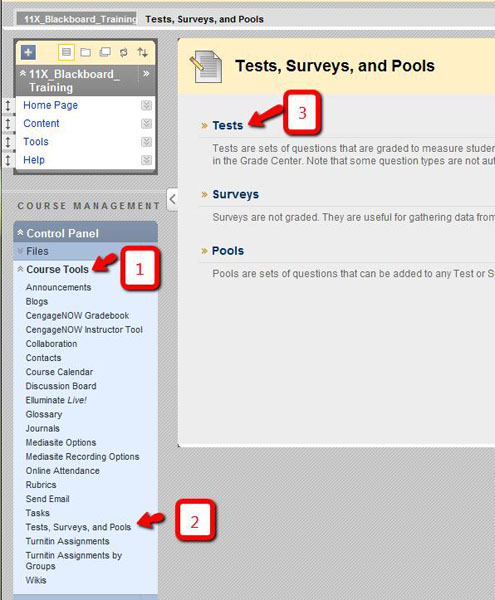 11X_Blackboard_Training
Tests, Surveys, and Pools
11X_Blackboard_
Training
Home Page
Content
Tools
Help
COURSE MANAGEMENT
Control Panel
Files
Course Tools
1
Announcements
Blogs
CengageNOW Gradebook
CengageNOW Instructor Tool
Collaboration
Contacts
Course Calendar
Discussion Board
Elluminate Live!
Glossary
Journals
Mediasite Options
Mediasite Recording Options
Online Attendance
Rubrics
Send Email
Tasks
Tests, Surveys, and Pools
2
Turnitin Assignments
Turnitin Assignments by
Groups
Wikis
Tests, Surveys, and Pools
Tests
3
Tests are sets of questions that are graded to measure stude
in the Grade Center. Note that some question types are not aut
Surveys
Surveys are not graded. They are useful for gathering data from
Pools
Pools are sets of questions that can be added to any Test or S